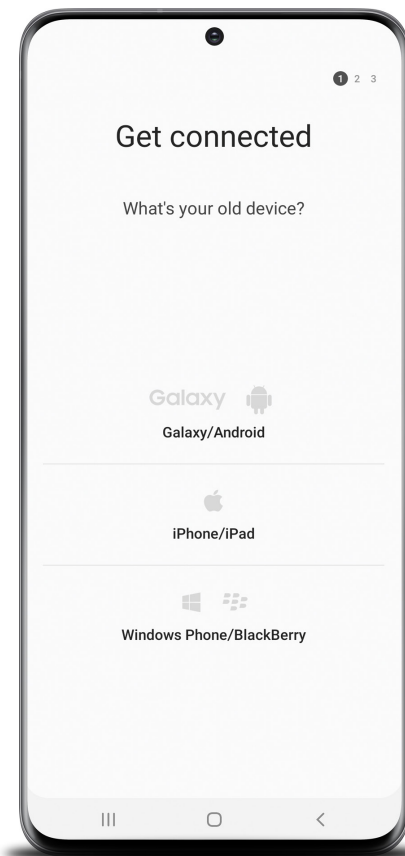 1 2 3
Get connected
What's your old device?
Galaxy
Galaxy/Android
iPhone/iPad
Windows Phone/BlackBerry